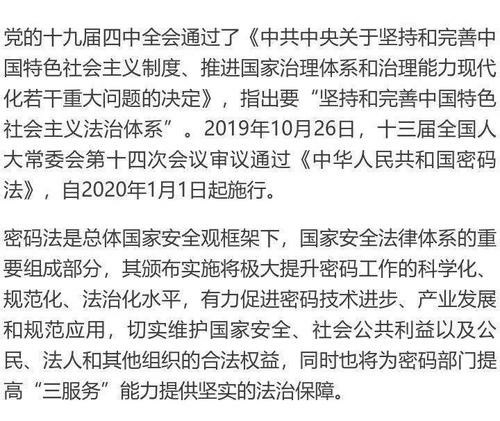 党的十九届四中全会通过了《中共中央关于坚持和完善中
国特色社会主义制度、推进国家治理体系和治理能力现代
化若干重大问题的决定》，指出要“坚持和完善中国特色
社会主义法治体系”。2019年10月26日，十三届全国人
大常委会第十四次会议审议通过《中华人民共和国密码
法》，自2020年1月1日起施行。
密码法是总体国家安全观框架下，国家安全法律体系的重
要组成部分，其颁布实施将极大提升密码工作的科学化、
规范化、法治化水平，有力促进密码技术进步、产业发展
和规范应用，切实维护国家安全、社会公共利益以及公
民、法人和其他组织的合法权益，同时也将为密码部门提
高“三服务”能力提供坚实的法治保障。